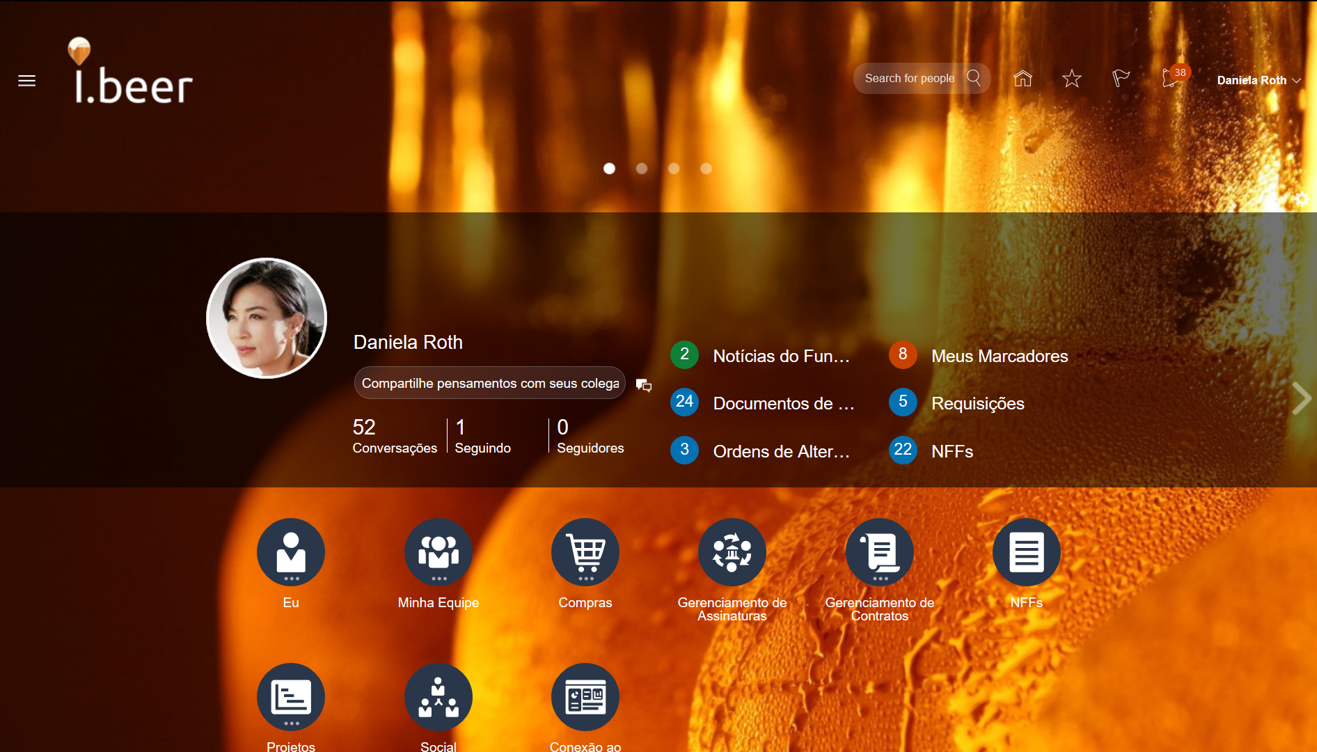 I.beer
Search for people
38
Daniela Roth
Daniela Roth
Compartilhe pensamentos com seus colega
52
Conversações
1
Seguindo
0
Seguidores
2 Notícias do Fun...
8 Meus Marcadores
24 Documentos de ...
5 Requisições
3 Ordens de Alter...
22 NFFs
Eu
Minha Equipe
Compras
Gerenciamento de
Assinaturas
Gerenciamento de
Contratos
NFFs
Projetos
Social
Conexão ao